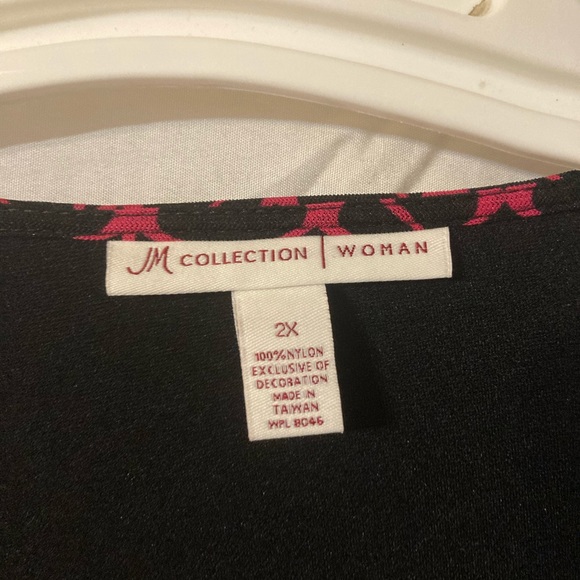 JM COLLECTION | WOMAN
2X
100% NYLON
EXCLUSIVE OF
DECORATION
MADE IN
TAIWAN
WPL 8046